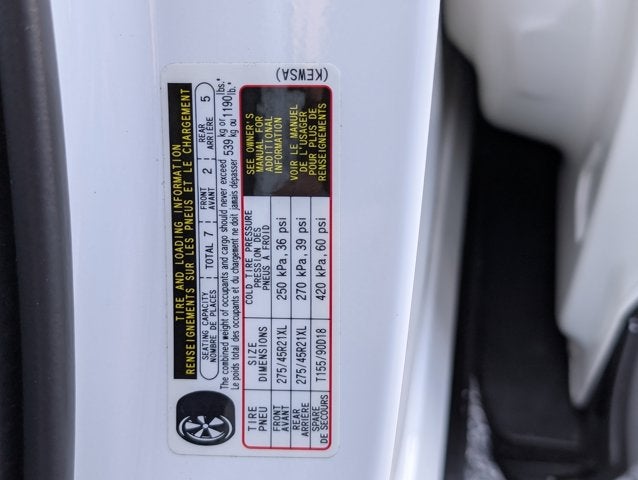 TIRE AND LOADING INFORMATION
RENSEIGNEMENTS SUR LES PNEUS ET LE CHARGEMENT
SEATING CAPACITY
NOMBRE DE PLACES
TOTAL 7
FRONT
AVANT
2
REAR
ARRIÈRE
5
The combined weight of occupants and cargo should never exceed 539 kg or 1190 lbs.
Le poids total des occupants et du chargement ne doit jamais dépasser 539 kg ou 1190 lb.
TIRE
PNEU
SIZE
DIMENSIONS
COLD TIRE PRESSURE
PRESSION DES
PNEUS À FROID
SEE OWNER'S
MANUAL FOR
ADDITIONAL
INFORMATION
FRONT
AVANT
275/45R21XL
250 kPa, 36 psi
REAR
ARRIÈRE
275/45R21XL
270 kPa, 39 psi
VOIR LE MANUEL
DE L'USAGER
POUR PLUS DE
RENSEIGNEMENTS
SPARE
DE SECOURS
T155/90D18
420 kPa, 60 psi
(KEWSA)